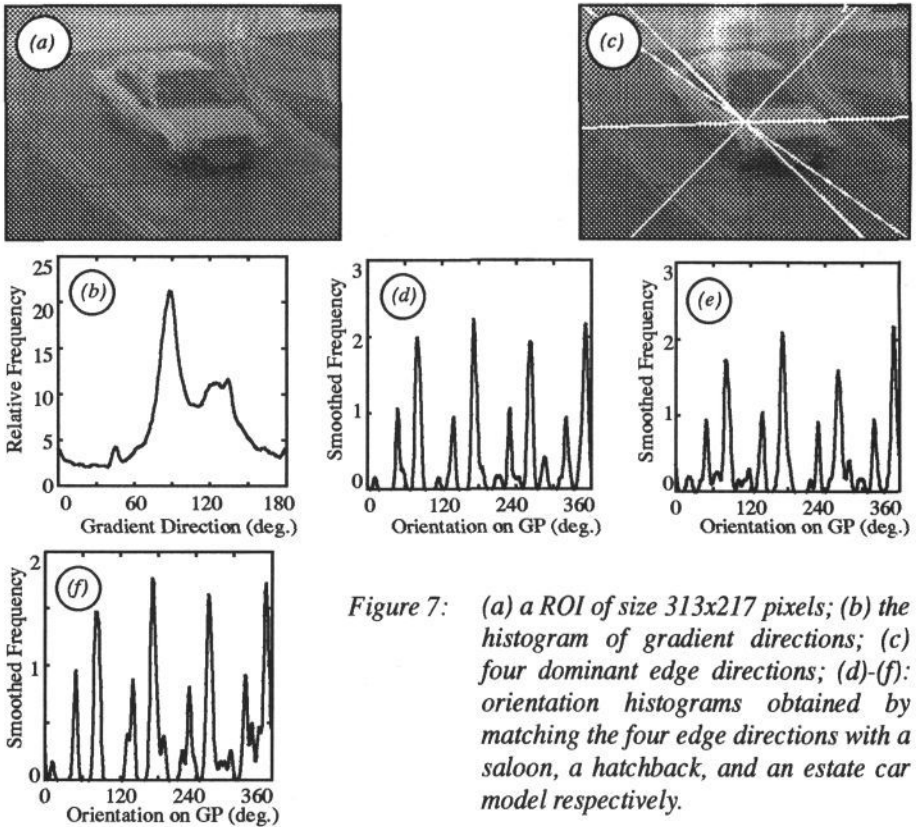 (a)
(c)
(b)
Relative Frequency
25
20
15
10
5
0
0 60 120 180
Gradient Direction (deg.)
(d)
Smoothed Frequency
3
2
1
0
0 120 240 360
Orientation on GP (deg.)
(e)
Smoothed Frequency
3
2
1
0
0 120 240 360
Orientation on GP (deg.)
(f)
Smoothed Frequency
2
1
0
0 120 240 360
Orientation on GP (deg.)
Figure 7: (a) a ROI of size 313x217 pixels; (b) the
histogram of gradient directions; (c)
four dominant edge directions; (d)-(f):
orientation histograms obtained by
matching the four edge directions with a
saloon, a hatchback, and an estate car
model respectively.